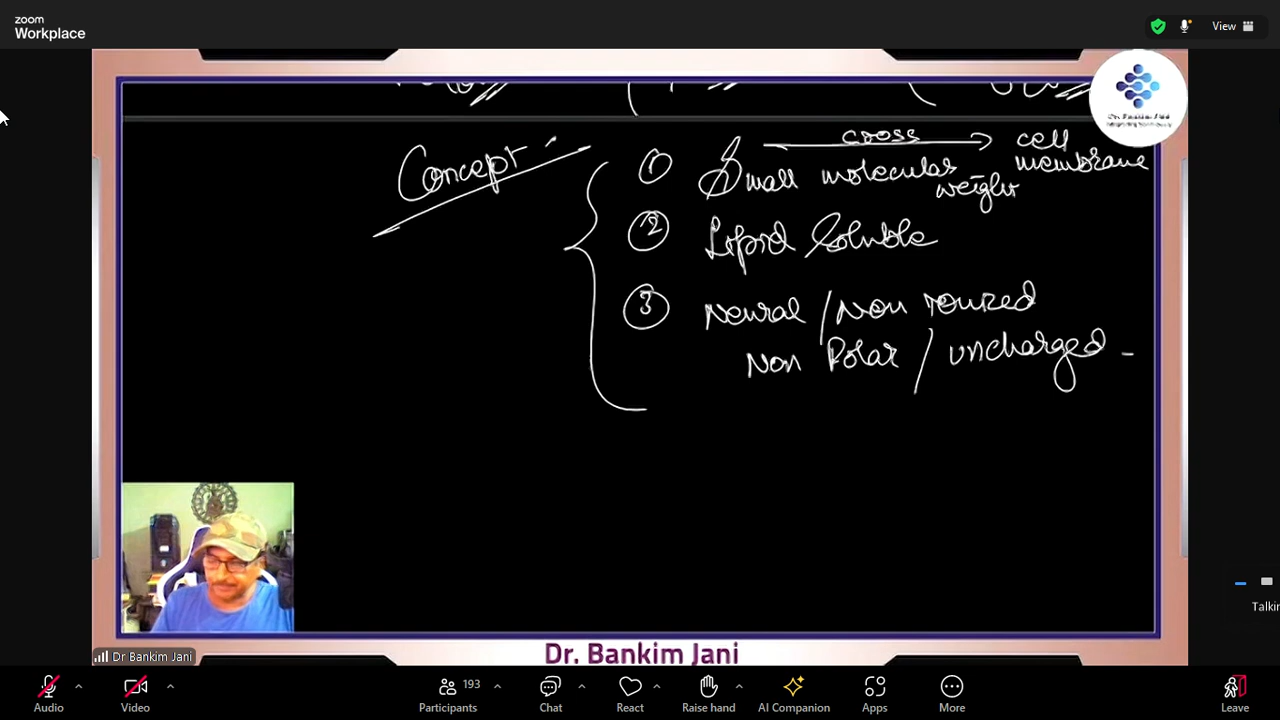 zoom
Workplace
View
cross → cell membrane
Concept
① Small molecular weight
② Lipid Soluble
③ Neural / Non ionized
Non Polar / uncharged -
Talkin
Dr Bankim Jani
Dr. Bankim Jani
193
Audio Video Participants Chat React Raise hand AI Companion Apps More Leave